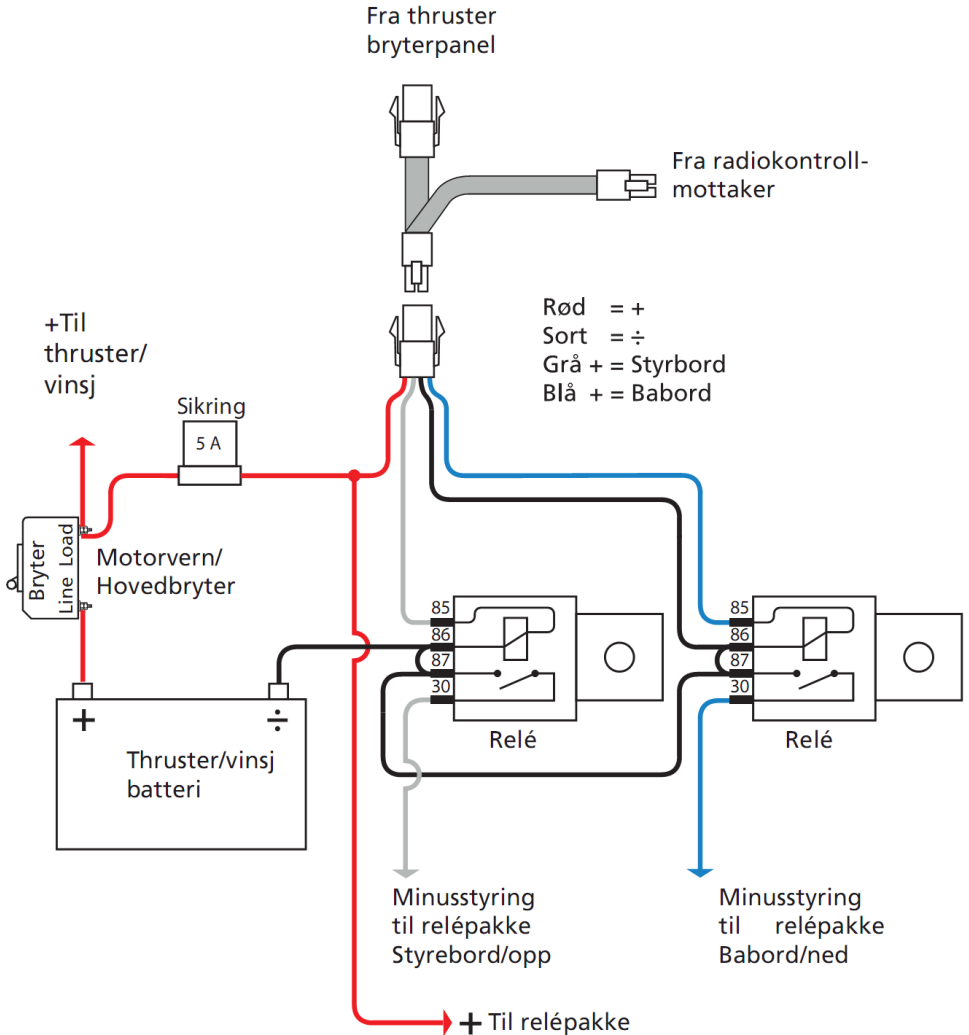 Fra thruster
bryterpanel
Fra radiokontroll-
mottaker
Rød = +
Sort = ÷
Grå + = Styrbord
Blå + = Babord
+Til
thruster/
vinsj
Sikring
5 A
Bryter
Line Load
Motorvern/
Hovedbryter
85
86
87
30
Relé
85
86
87
30
Relé
+ ÷
Thruster/vinsj
batteri
Minusstyring
til relépakke
Styrebord/opp
Minusstyring
til relépakke
Babord/ned
+ Til relépakke